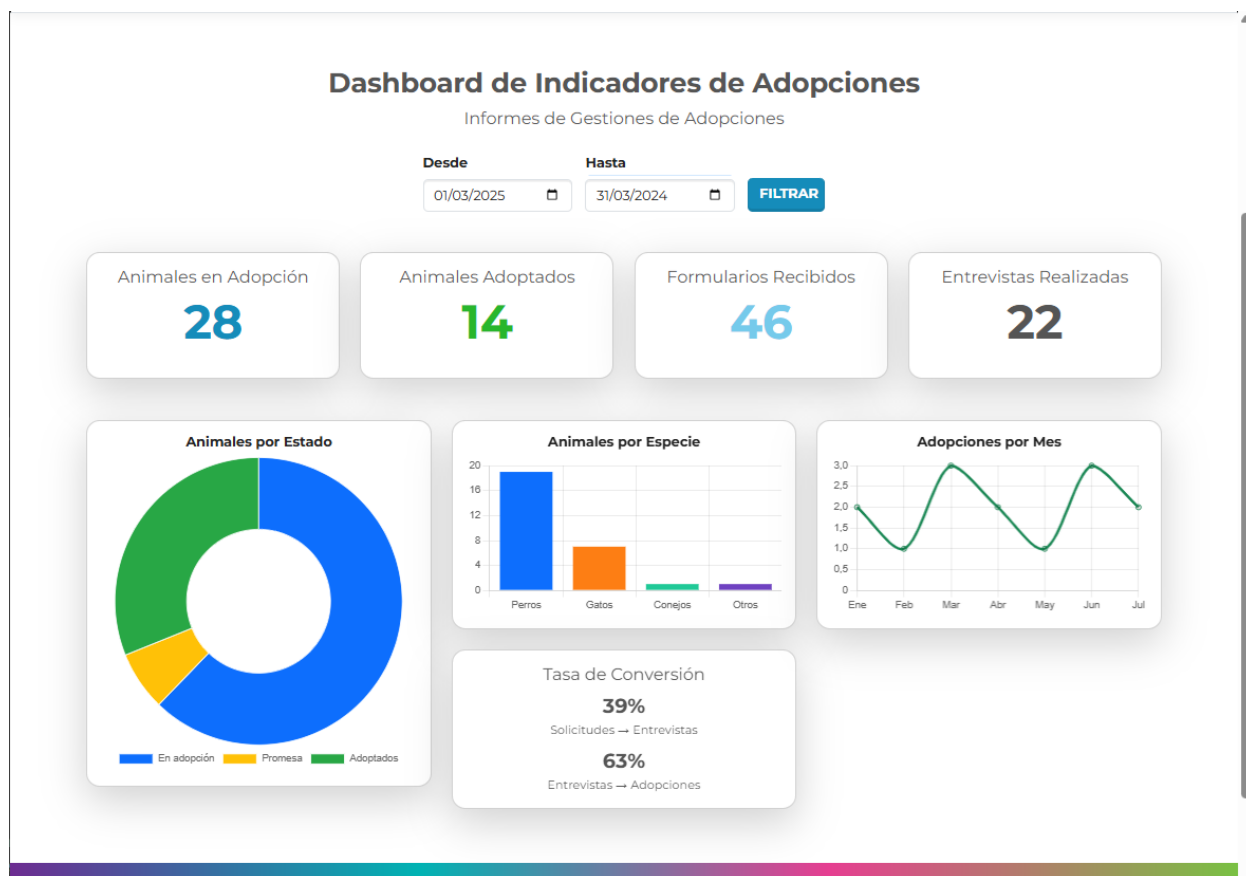 Dashboard de Indicadores de Adopciones
Informes de Gestiones de Adopciones
Desde Hasta
01/03/2025 31/03/2024 FILTRAR
Animales en Adopción
28
Animales Adoptados
14
Formularios Recibidos
46
Entrevistas Realizadas
22
Animales por Estado
En adopción Promesa Adoptados
Animales por Especie
20
16
12
8
4
0
Perros Gatos Conejos Otros
Adopciones por Mes
3,0
2,5
2,0
1,5
1,0
0,5
0
Ene Feb Mar Abr May Jun Jul
Tasa de Conversión
39%
Solicitudes → Entrevistas
63%
Entrevistas → Adopciones